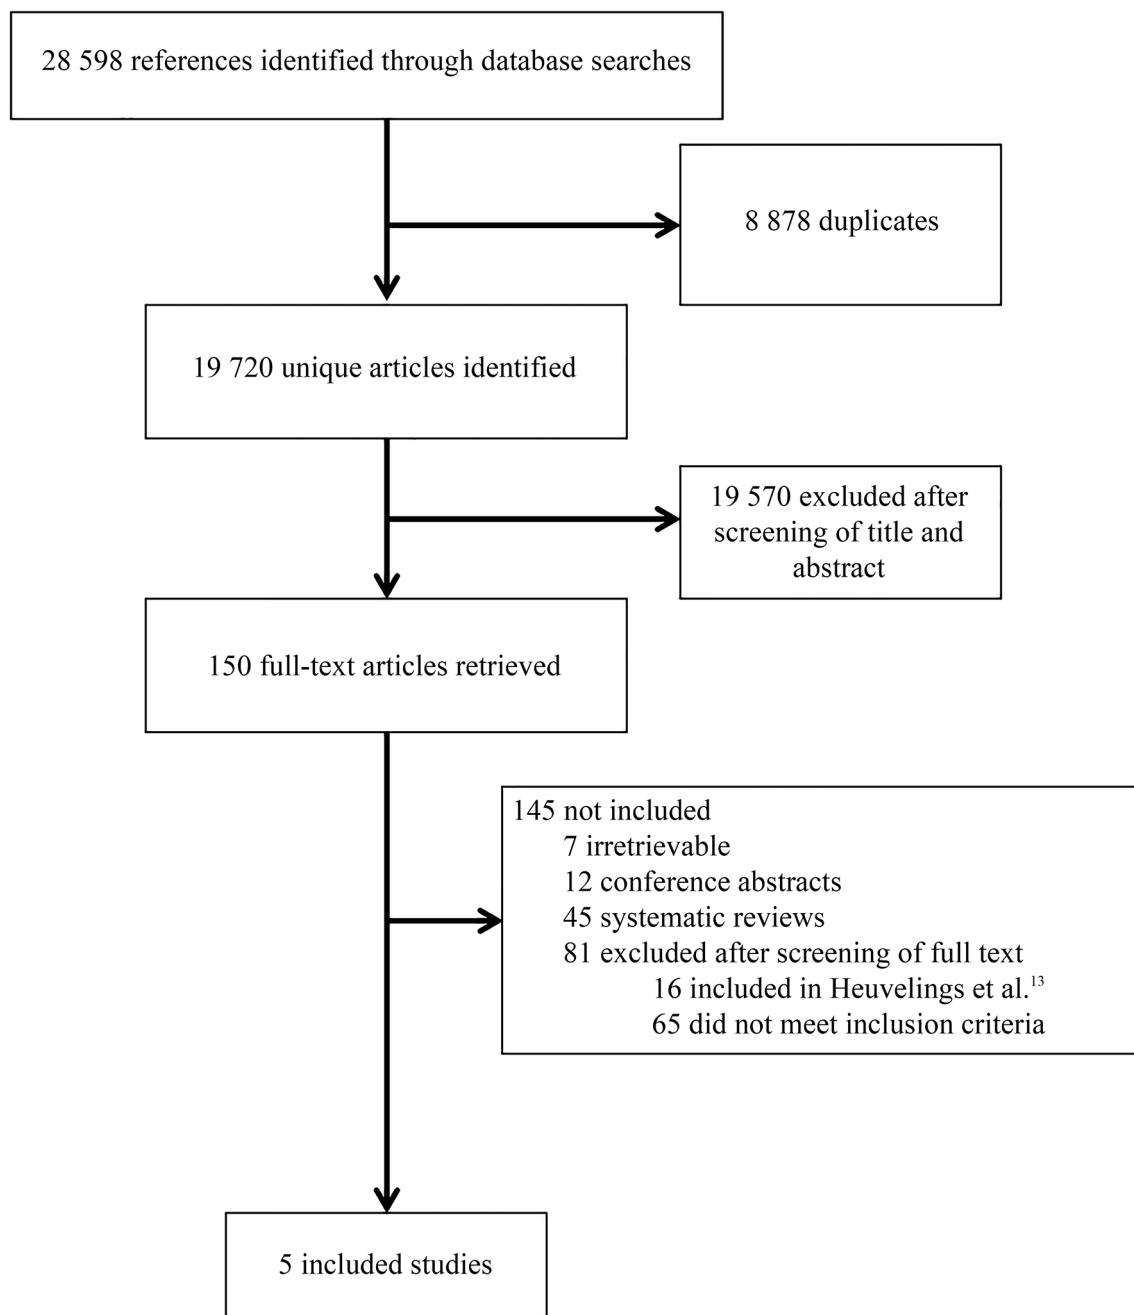 28 598 references identified through database searches
8 878 duplicates
19 720 unique articles identified
19 570 excluded after
screening of title and
abstract
150 full-text articles retrieved
145 not included
7 irretrievable
12 conference abstracts
45 systematic reviews
81 excluded after screening of full text
16 included in Heuvelings et al.¹³
65 did not meet inclusion criteria
5 included studies